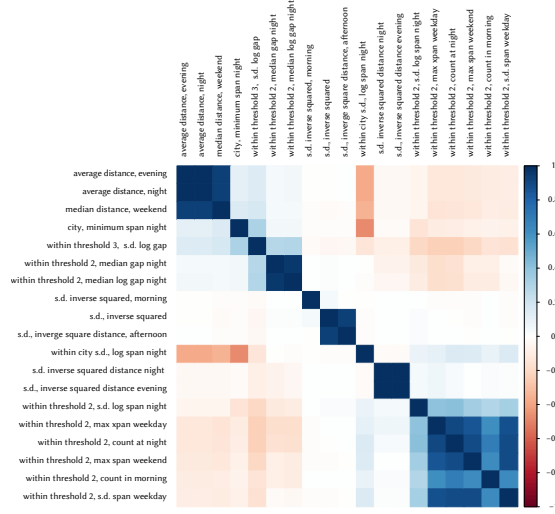 average distance, evening
average distance, night
median distance, weekend
city, minimum span night
within threshold 3, s.d. log gap
within threshold 2, median gap night
within threshold 2, median log gap night
s.d. inverse squared, morning
s.d., inverse squared
s.d., inverge square distance, afternoon
within city s.d., log span night
s.d. inverse squared distance night
s.d., inverse squared distance evening
within threshold 2, s.d. log span night
within threshold 2, max xpan weekday
within threshold 2, count at night
within threshold 2, max xpan weekend
within threshold 2, count in morning
within threshold 2, s.d. span weekday
average distance, evening
average distance, night
median distance, weekend
city, minimum span night
within threshold 3, s.d. log gap
within threshold 2, median gap night
within threshold 2, median log gap night
s.d. inverse squared, morning
s.d., inverse squared
s.d., inverge square distance, afternoon
within city s.d., log span night
s.d. inverse squared distance night
s.d., inverse squared distance evening
within threshold 2, s.d. log span night
within threshold 2, max xpan weekday
within threshold 2, count at night
within threshold 2, max span weekend
within threshold 2, count in morning
within threshold 2, s.d. span weekday
1
0